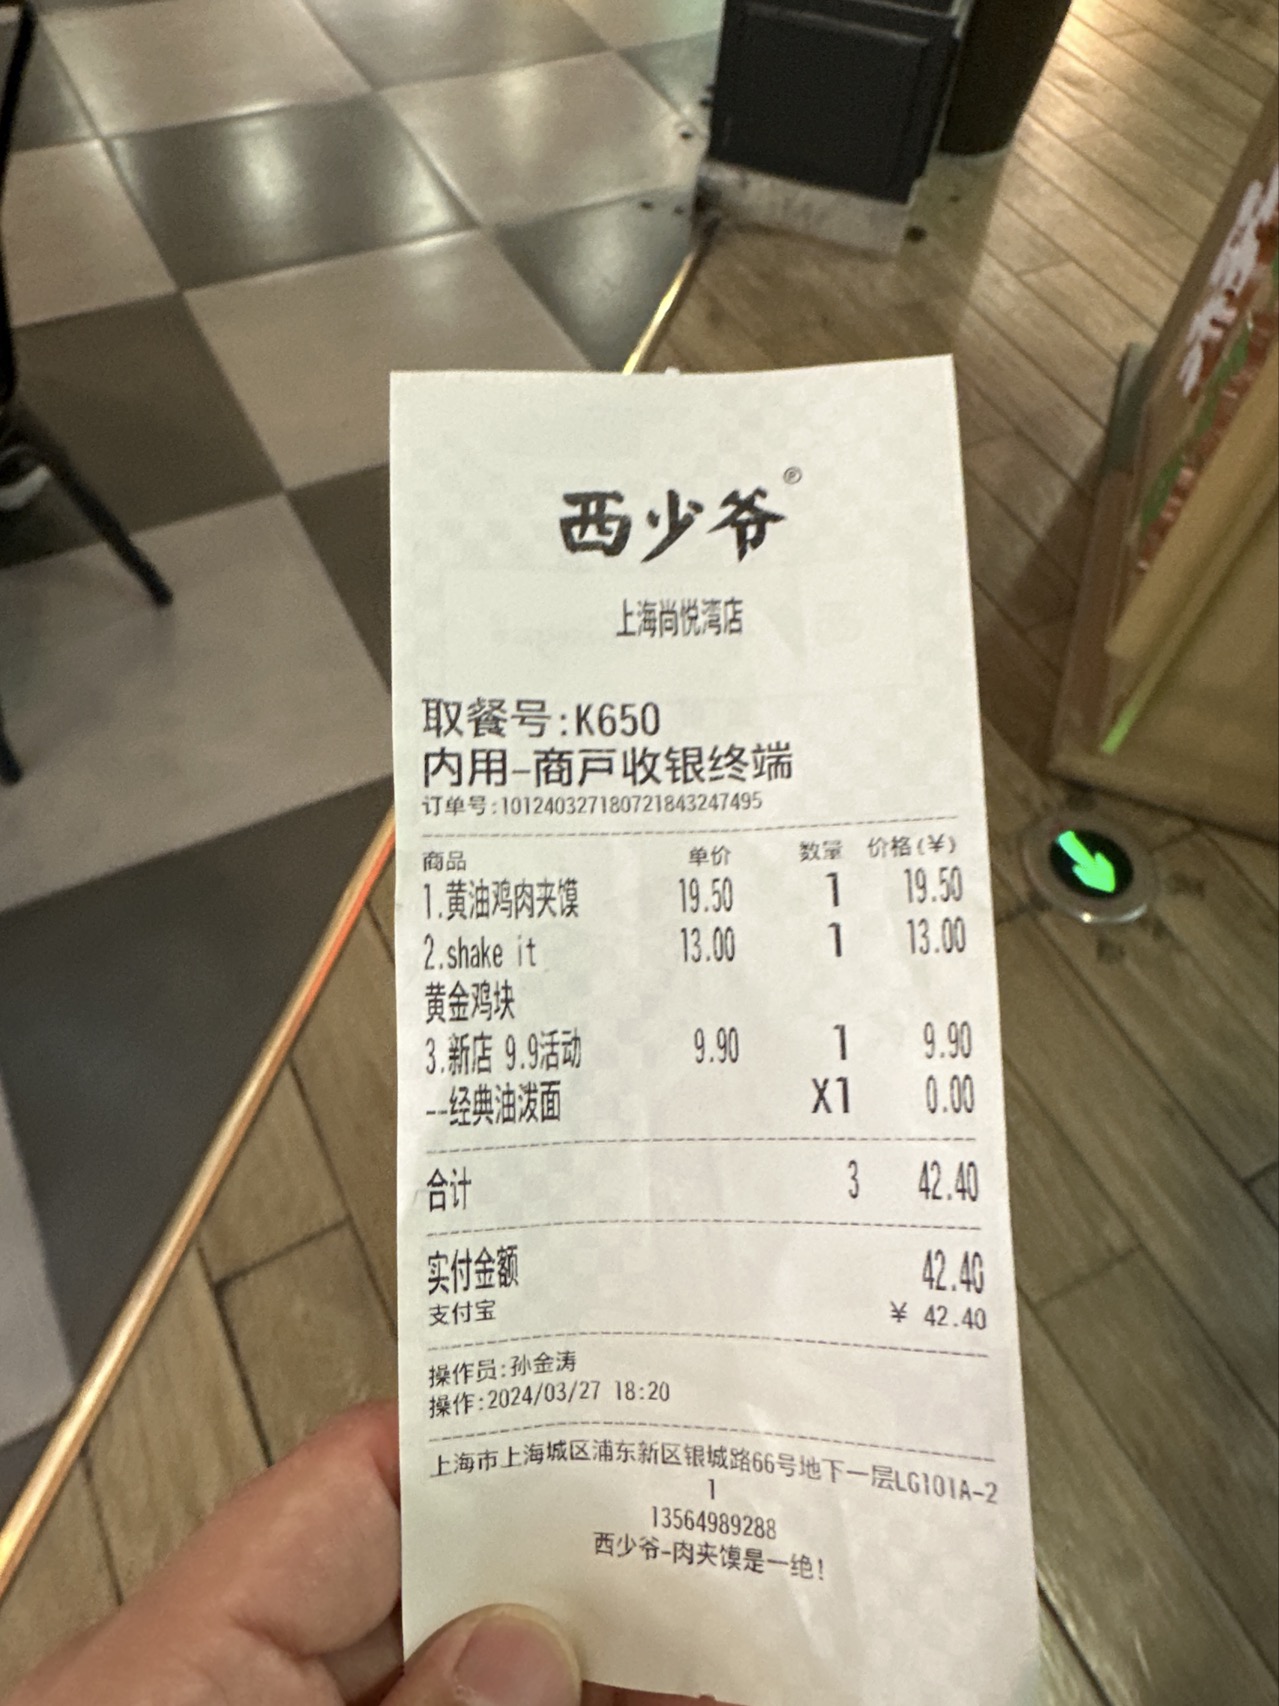 西少爷®
上海尚悦湾店
取餐号:K650
内用-商戸收银终端
订单号:101240327180721843247495
商品 单价 数量 价格(￥)
1.黄油鸡肉夹馍 19.50 1 19.50
2.shake it 13.00 1 13.00
黄金鸡块
3.新店 9.9活动 9.90 1 9.90
--经典油泼面 X1 0.00
合计 3 42.40
实付金额 42.40
支付宝 ￥ 42.40
操作员:孙金涛
操作:2024/03/27 18:20
上海市上海城区浦东新区银城路66号地下一层LG101A-2
1
13564989288
西少爷-肉夹馍是一绝!